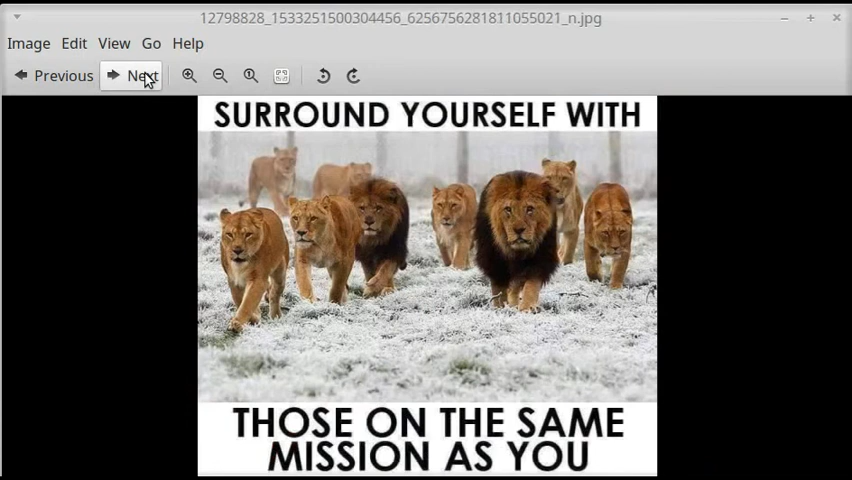 12798828_1533251500304456_6256756281811055021_n.jpg
Image Edit View Go Help
Previous Next
SURROUND YOURSELF WITH
THOSE ON THE SAME
MISSION AS YOU